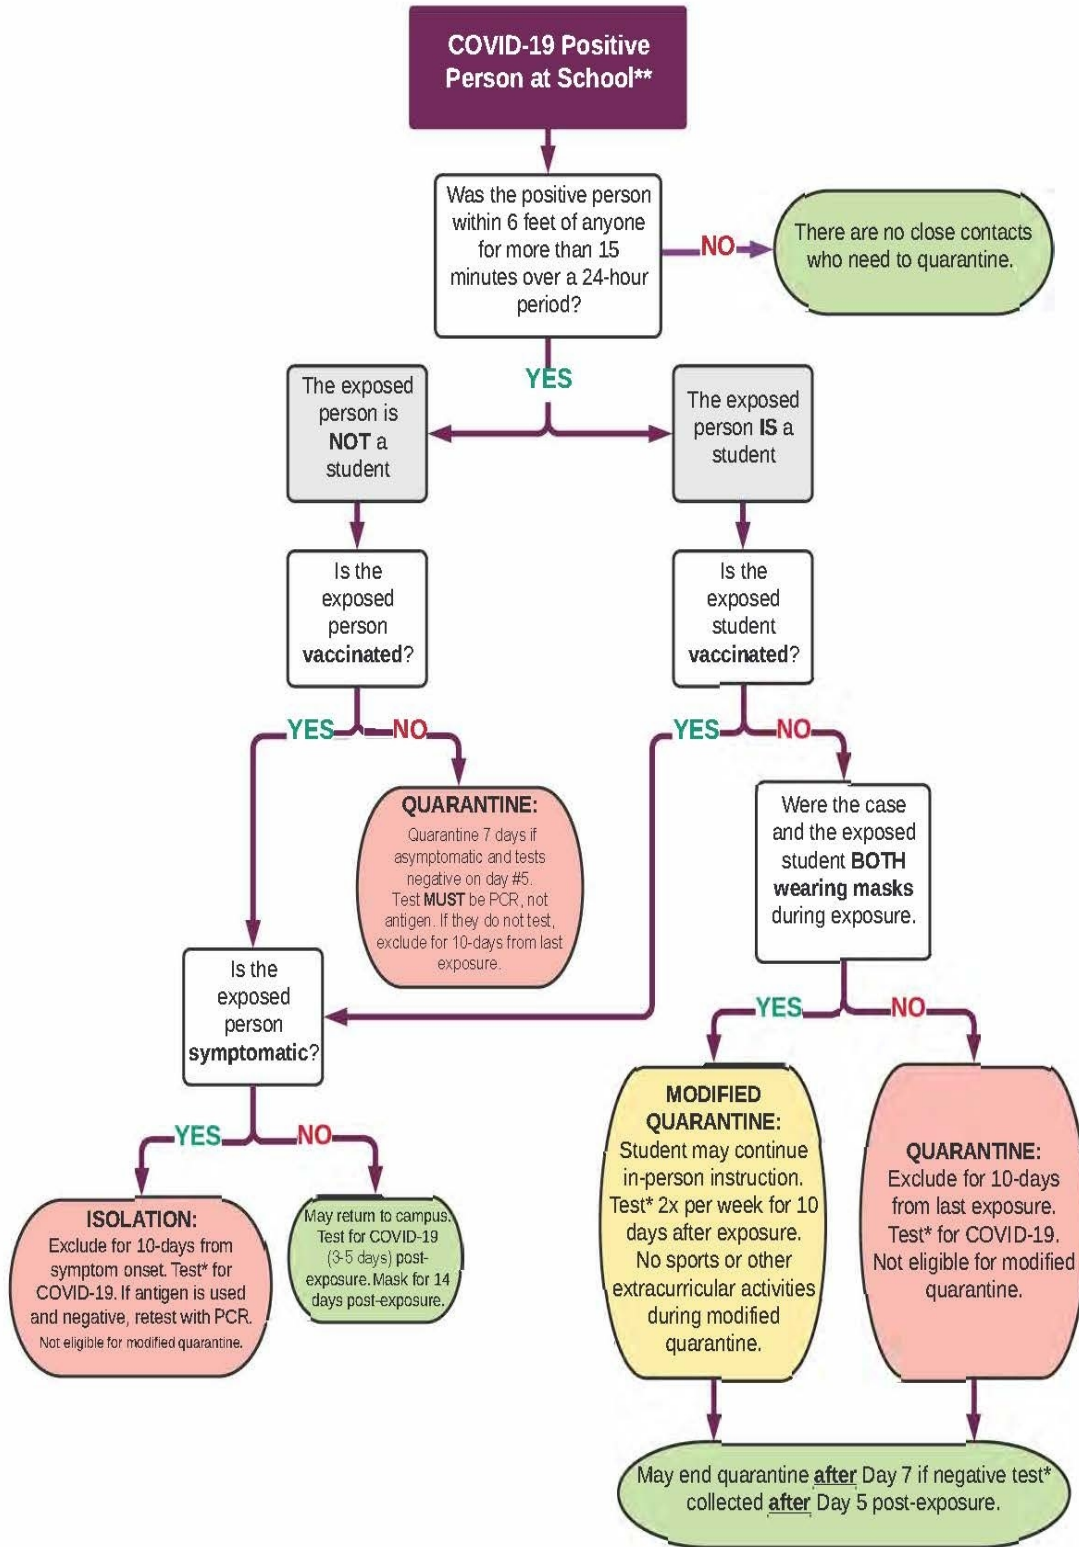 COVID-19 Positive
Person at School**
Was the positive person
within 6 feet of anyone
for more than 15
minutes over a 24-hour
period?
NO
There are no close contacts
who need to quarantine.
YES
The exposed
person is
NOT a
student
The exposed
person IS a
student
Is the
exposed
person
vaccinated?
Is the
exposed
student
vaccinated?
YES
NO
YES
NO
QUARANTINE:
Quarantine 7 days if
asymptomatic and tests
negative on day #5.
Test MUST be PCR, not
antigen. If they do not test,
exclude for 10-days from last
exposure.
Were the case
and the exposed
student BOTH
wearing masks
during exposure.
Is the
exposed
person
symptomatic?
YES
NO
YES
NO
ISOLATION:
Exclude for 10-days from
symptom onset. Test* for
COVID-19. If antigen is used
and negative, retest with PCR.
Not eligible for modified quarantine.
May return to campus.
Test for COVID-19
(3-5 days) post-
exposure. Mask for 14
days post-exposure.
MODIFIED
QUARANTINE:
Student may continue
in-person instruction.
Test* 2x per week for 10
days after exposure.
No sports or other
extracurricular activities
during modified
quarantine.
QUARANTINE:
Exclude for 10-days
from last exposure.
Test* for COVID-19.
Not eligible for modified
quarantine.
May end quarantine after Day 7 if negative test*
collected after Day 5 post-exposure.